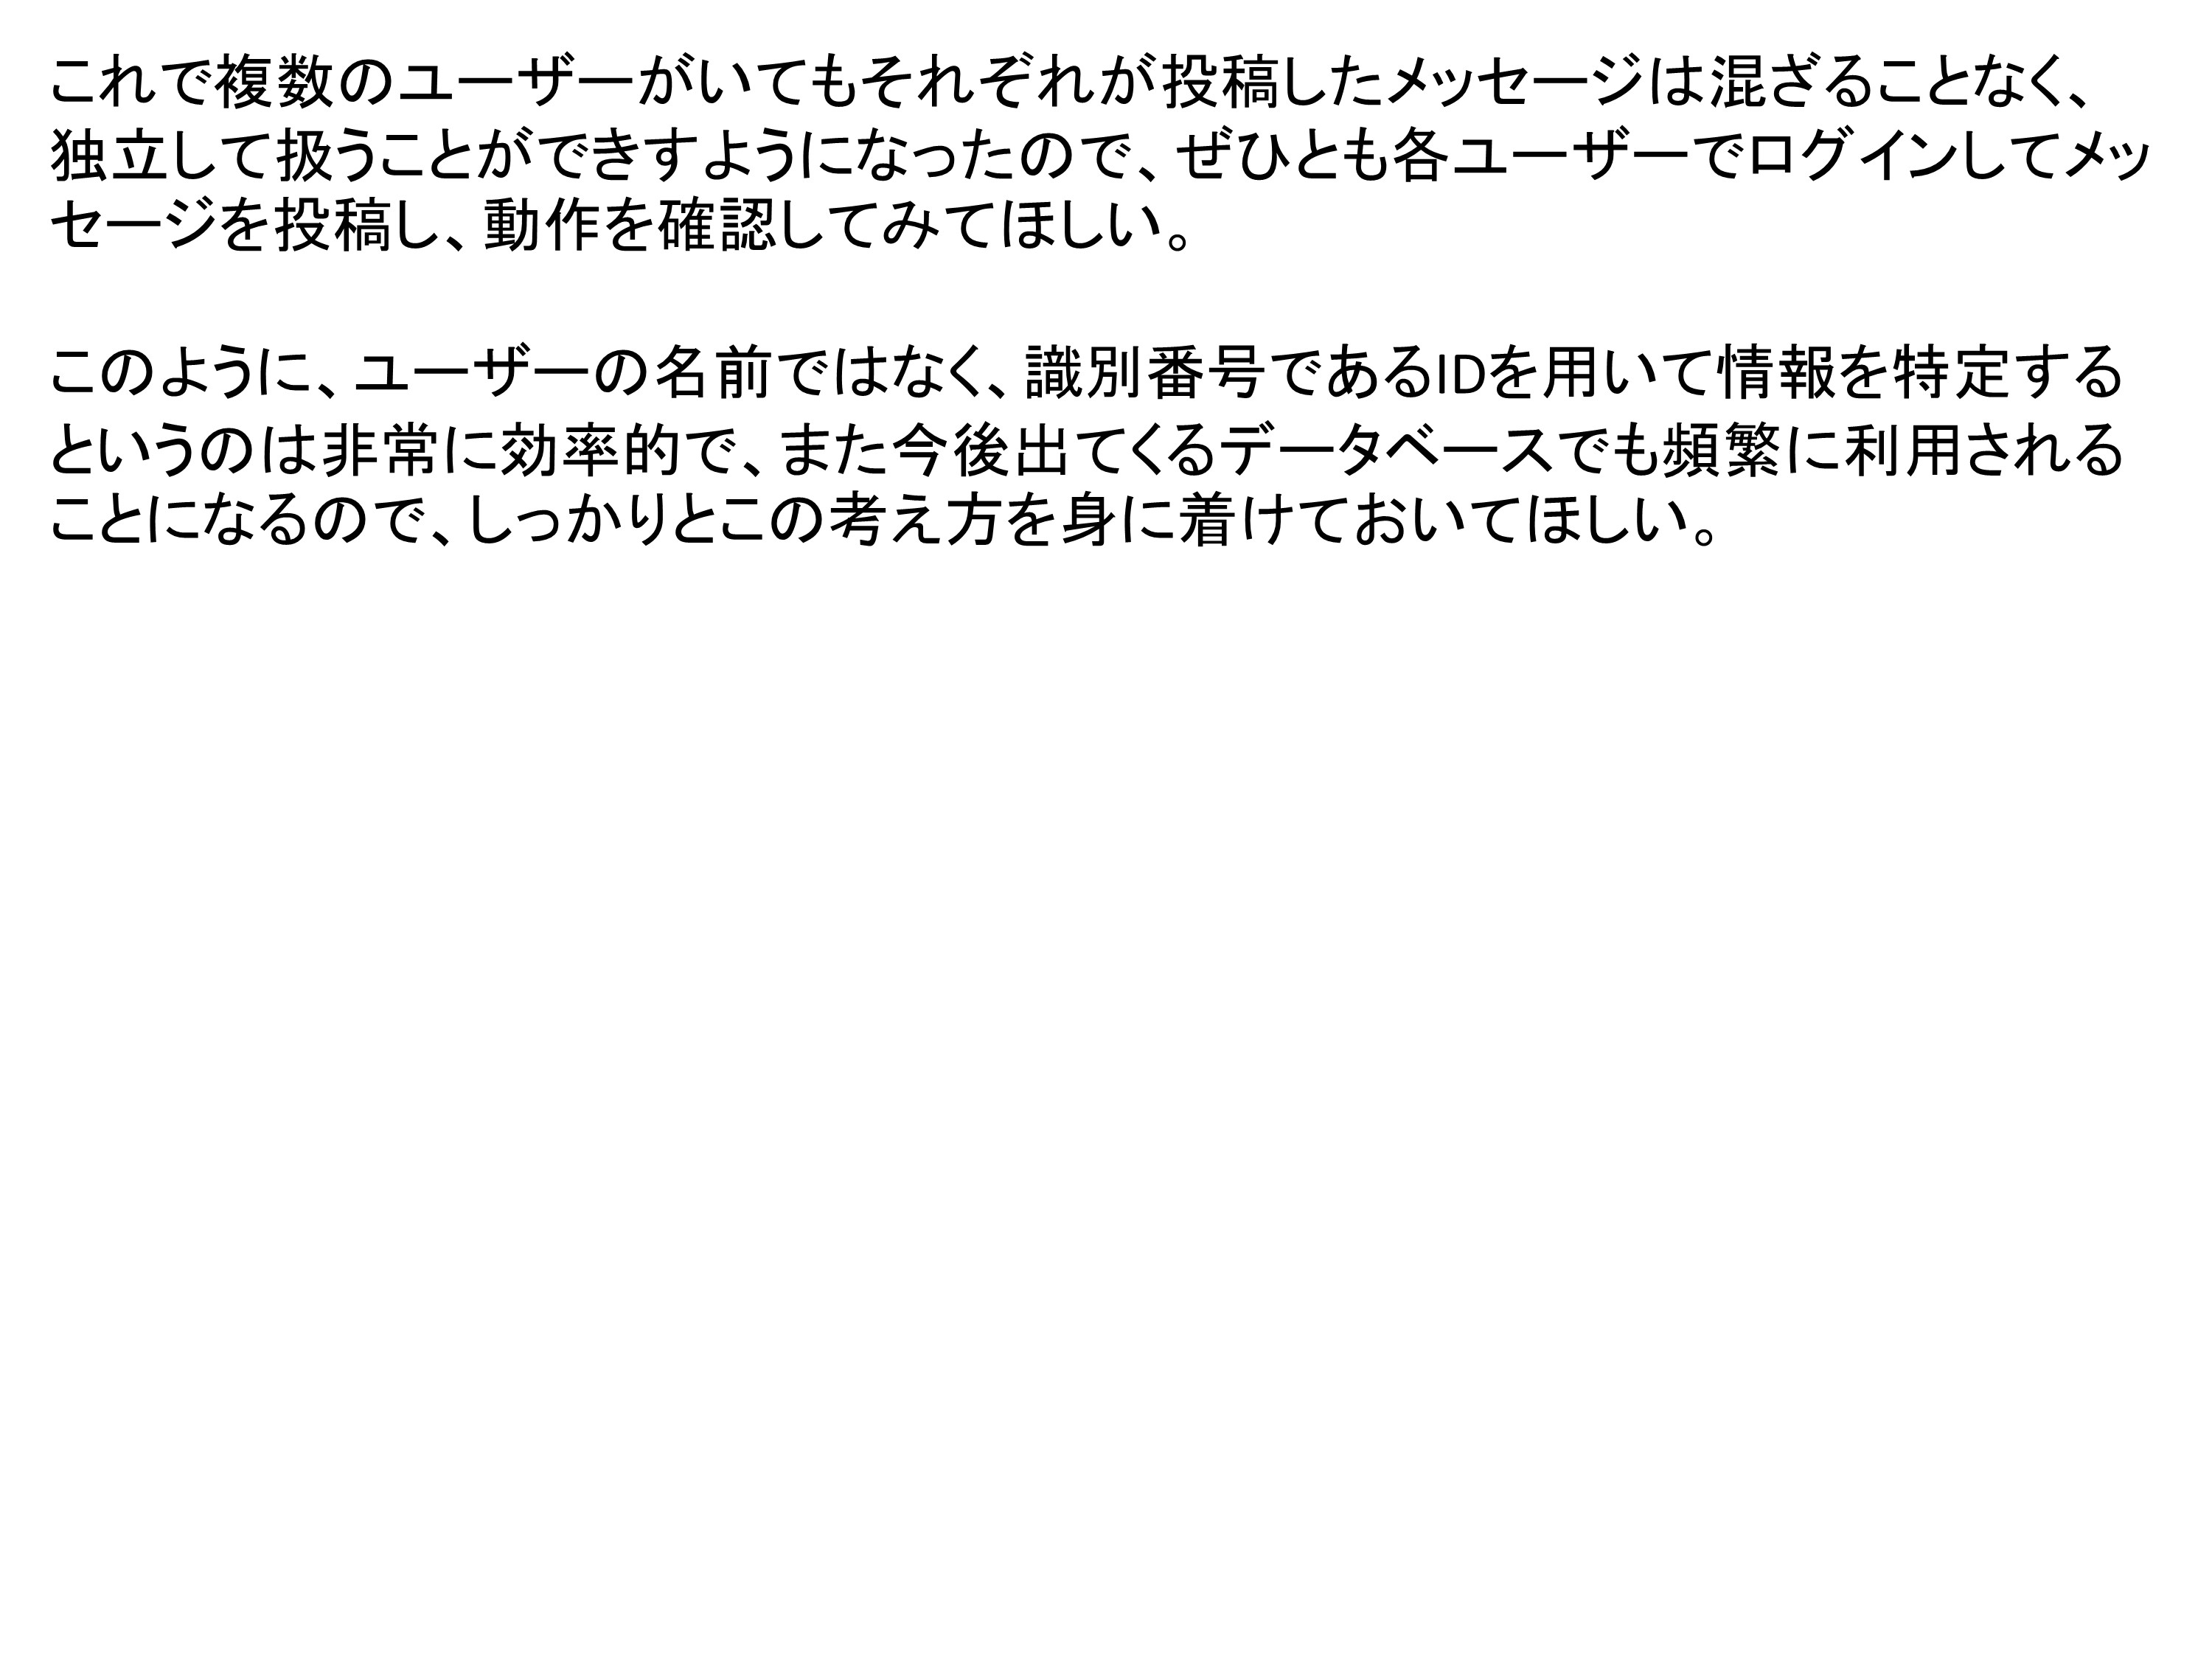 これで複数のユーザーがいてもそれぞれが投稿したメッセージは混ざることなく、
独立して扱うことができすようになったので、ぜひとも各ユーザーでログインしてメッ
セージを投稿し、動作を確認してみてほしい。
このように、ユーザーの名前ではなく、識別番号であるIDを用いて情報を特定する
というのは非常に効率的で、また今後出てくるデータベースでも頻繁に利用される
ことになるので、しっかりとこの考え方を身に着けておいてほしい。